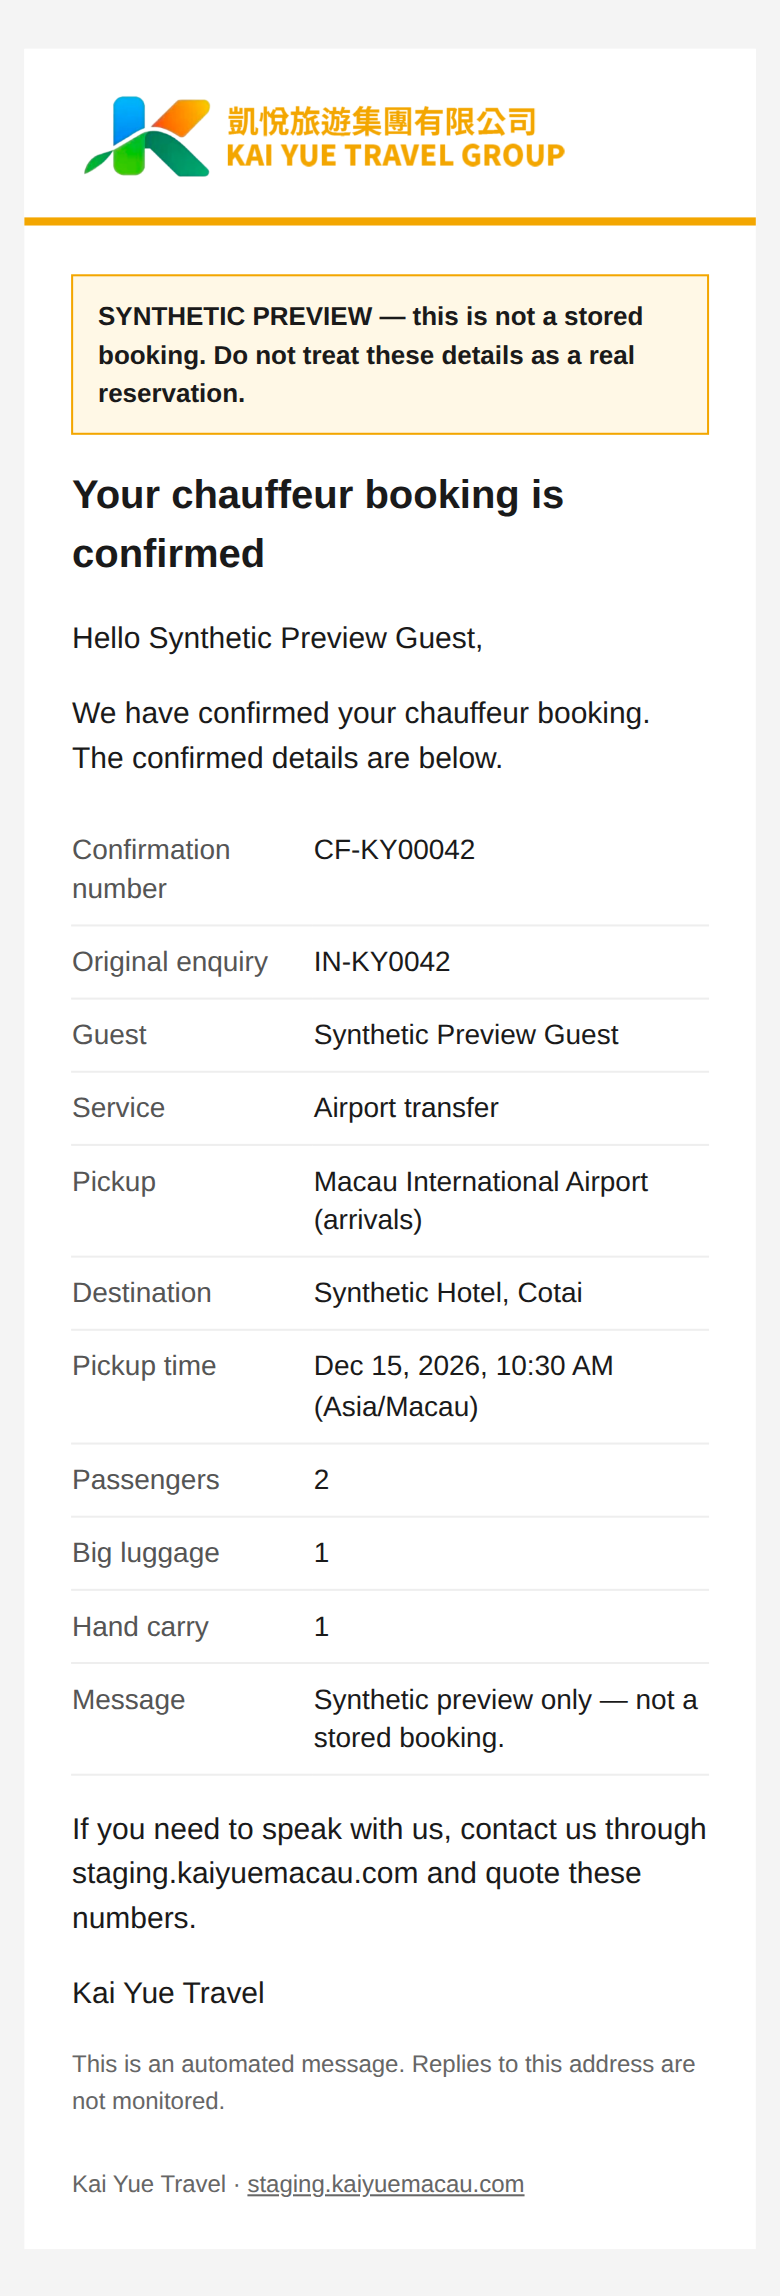 凱悅旅遊集團有限公司
KAI YUE TRAVEL GROUP
SYNTHETIC PREVIEW — this is not a stored
booking. Do not treat these details as a real
reservation.
Your chauffeur booking is
confirmed
Hello Synthetic Preview Guest,
We have confirmed your chauffeur booking.
The confirmed details are below.
Confirmation number CF-KY00042
Original enquiry IN-KY0042
Guest Synthetic Preview Guest
Service Airport transfer
Pickup Macau International Airport
(arrivals)
Destination Synthetic Hotel, Cotai
Pickup time Dec 15, 2026, 10:30 AM
(Asia/Macau)
Passengers 2
Big luggage 1
Hand carry 1
Message Synthetic preview only — not a
stored booking.
If you need to speak with us, contact us through
staging.kaiyuemacau.com and quote these
numbers.
Kai Yue Travel
This is an automated message. Replies to this address are
not monitored.
Kai Yue Travel · staging.kaiyuemacau.com